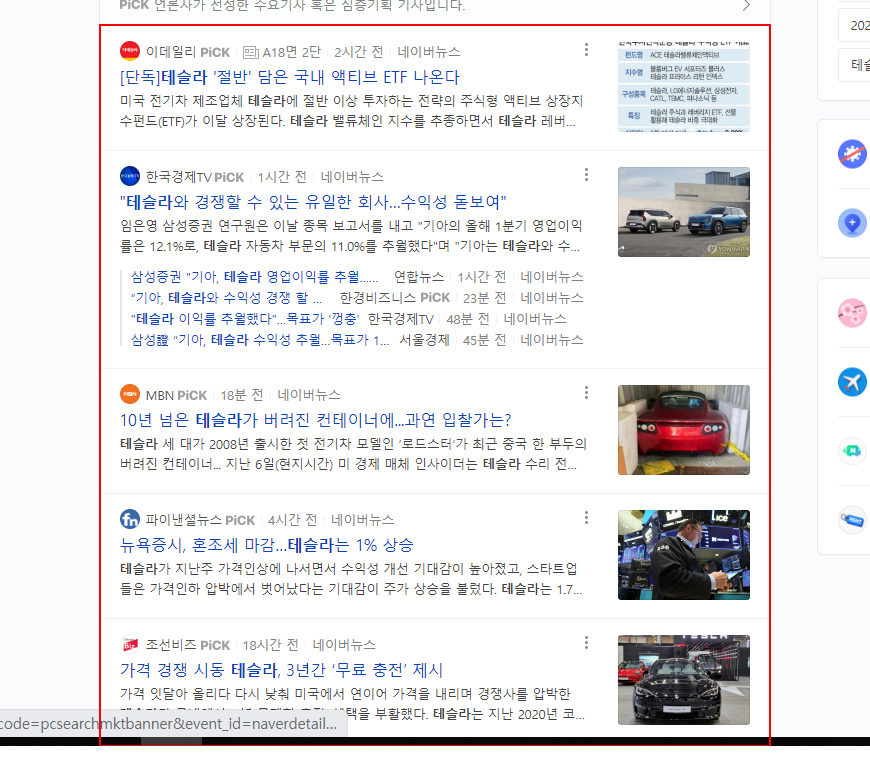 PiCK 언론사가 선정한 주요기사 혹은 심층기획 기사입니다.
202
테슬
이데일리 PiCK A18면 2단 2시간 전 네이버뉴스
[단독]테슬라 '절반' 담은 국내 액티브 ETF 나온다
미국 전기차 제조업체 테슬라에 절반 이상 투자하는 전략의 주식형 액티브 상장지
수펀드(ETF)가 이달 상장된다. 테슬라 밸류체인 지수를 추종하면서 테슬라 레버...
펀드명 ACE 테슬라밸류체인액티브
지수명 블룸버그 EV 서포터즈 플러스
테슬라 프라이스 리턴 인덱스
구성종목 테슬라, LG에너지솔루션, 삼성전자,
CATL, TSMC, 파나소닉 등
특징 테슬라 주식과 레버리지 ETF, 선물
활용해 테슬라 비중 극대화
한국경제TV PiCK 1시간 전 네이버뉴스
"테슬라와 경쟁할 수 있는 유일한 회사...수익성 돋보여"
임은영 삼성증권 연구원은 이날 종목 보고서를 내고 "기아의 올해 1분기 영업이익
률은 12.1%로, 테슬라 자동차 부문의 11.0%를 추월했다"며 "기아는 테슬라와 수...
YONHAPNEWS
삼성증권 "기아, 테슬라 영업이익률 추월...... 연합뉴스 1시간 전 네이버뉴스
“기아, 테슬라와 수익성 경쟁 할 ... 한경비즈니스 PiCK 23분 전 네이버뉴스
"테슬라 이익률 추월했다"...목표가 '껑충' 한국경제TV 48분 전 네이버뉴스
삼성證 “기아, 테슬라 수익성 추월...목표가 1... 서울경제 45분 전 네이버뉴스
MBN MBN PiCK 18분 전 네이버뉴스
10년 넘은 테슬라가 버려진 컨테이너에...과연 입찰가는?
테슬라 세 대가 2008년 출시한 첫 전기차 모델인 ‘로드스터’가 최근 중국 한 부두의
버려진 컨테이너... 지난 6일(현지시간) 미 경제 매체 인사이더는 테슬라 수리 전...
fn 파이낸셜뉴스 PiCK 4시간 전 네이버뉴스
뉴욕증시, 혼조세 마감...테슬라는 1% 상승
테슬라가 지난주 가격인상에 나서면서 수익성 개선 기대감이 높아졌고, 스타트업
들은 가격인하 압박에서 벗어났다는 기대감이 주가 상승을 불렀다. 테슬라는 1.7...
ICE
조선비즈 PiCK 18시간 전 네이버뉴스
가격 경쟁 시동 테슬라, 3년간 ‘무료 충전’ 제시
가격 잇달아 올리다 다시 낮춰 미국에서 연이어 가격을 내리며 경쟁사를 압박한
택을 부활했다. 테슬라는 지난 2020년 코...
code=pcsearchmktbanner&event_id=naverdetail...